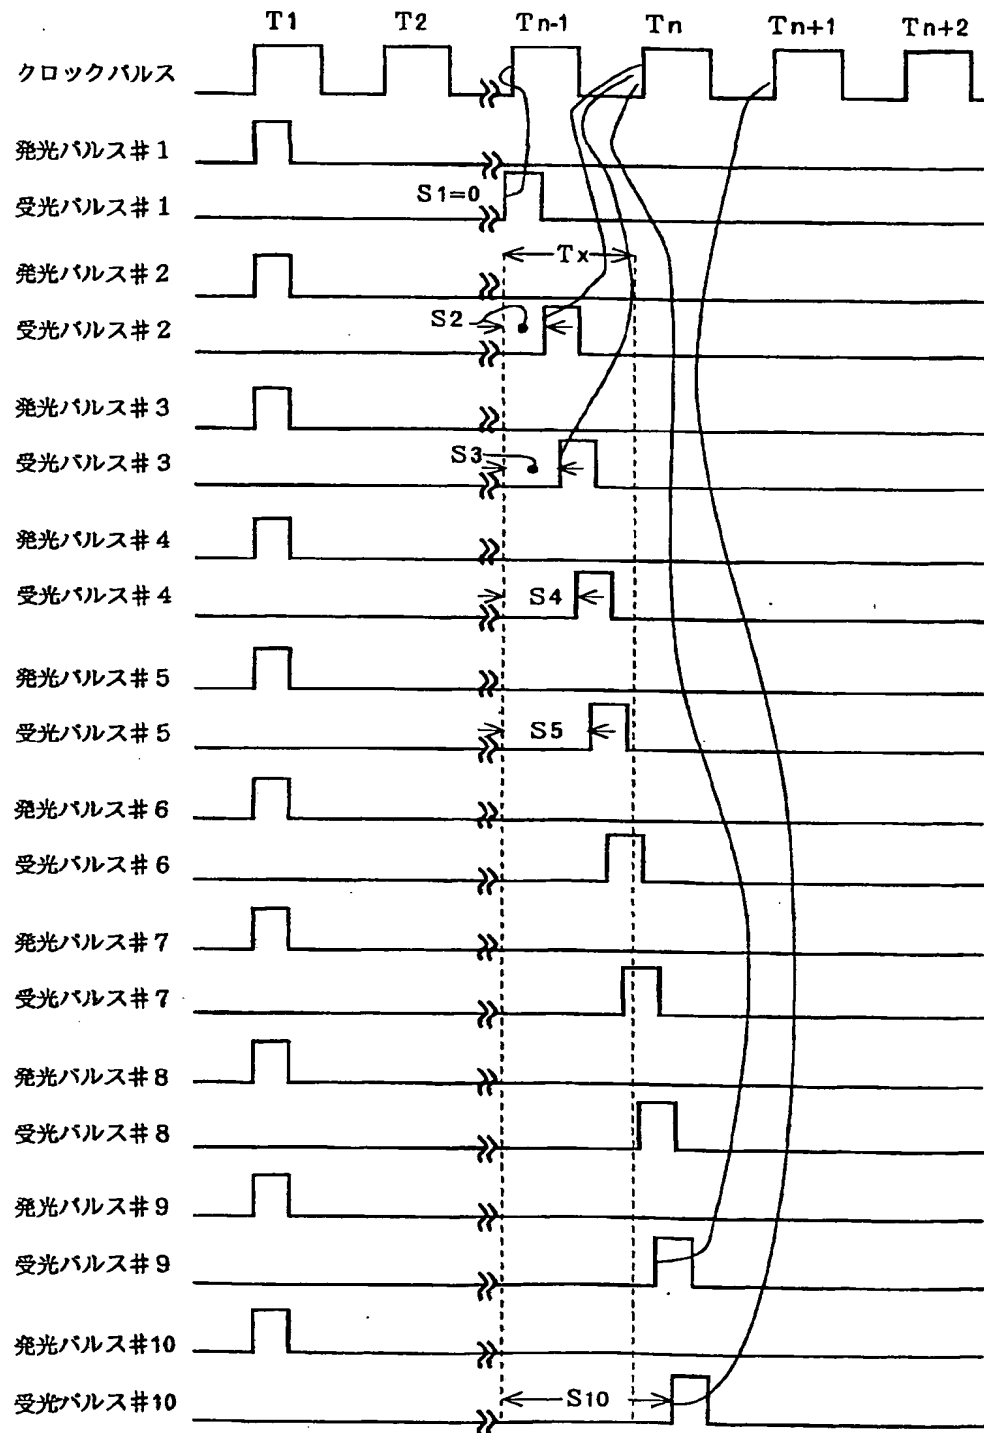 T1 T2 Tn-1 Tn Tn+1 Tn+2
クロックパルス
発光パルス#1
受光パルス#1 S1=0
発光パルス#2 Tx
受光パルス#2 S2
発光パルス#3
受光パルス#3 S3
発光パルス#4
受光パルス#4 S4
発光パルス#5
受光パルス#5 S5
発光パルス#6
受光パルス#6
発光パルス#7
受光パルス#7
発光パルス#8
受光パルス#8
発光パルス#9
受光パルス#9
発光パルス#10
受光パルス#10 S10